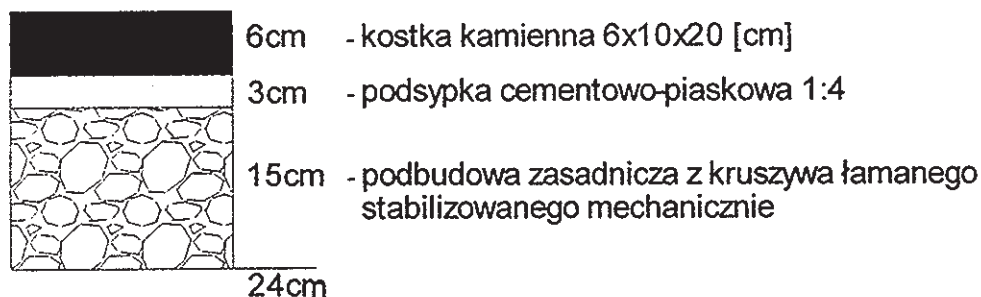 6cm - kostka kamienna 6x10x20 [cm]
3cm - podsypka cementowo-piaskowa 1:4
15cm - podbudowa zasadnicza z kruszywa łamanego
stabilizowanego mechanicznie
24cm